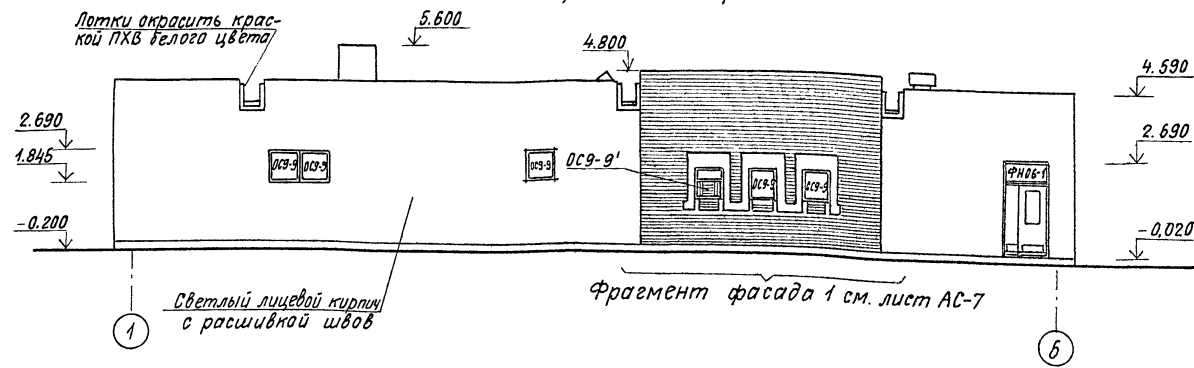 Лотки окрасить крас-
кой ПХВ белого цвета
5.600
4.800
4.590
2.690
1.845
-0.200
ОС9-9
ОС9-9
ОС9-9
ОС9-9'
ОС9-9
ОС9-9
ФН06-1
2.690
-0,020
Светлый лицевой кирпич
с расшивкой швов
Фрагмент фасада 1 см. лист АС-7
1
6